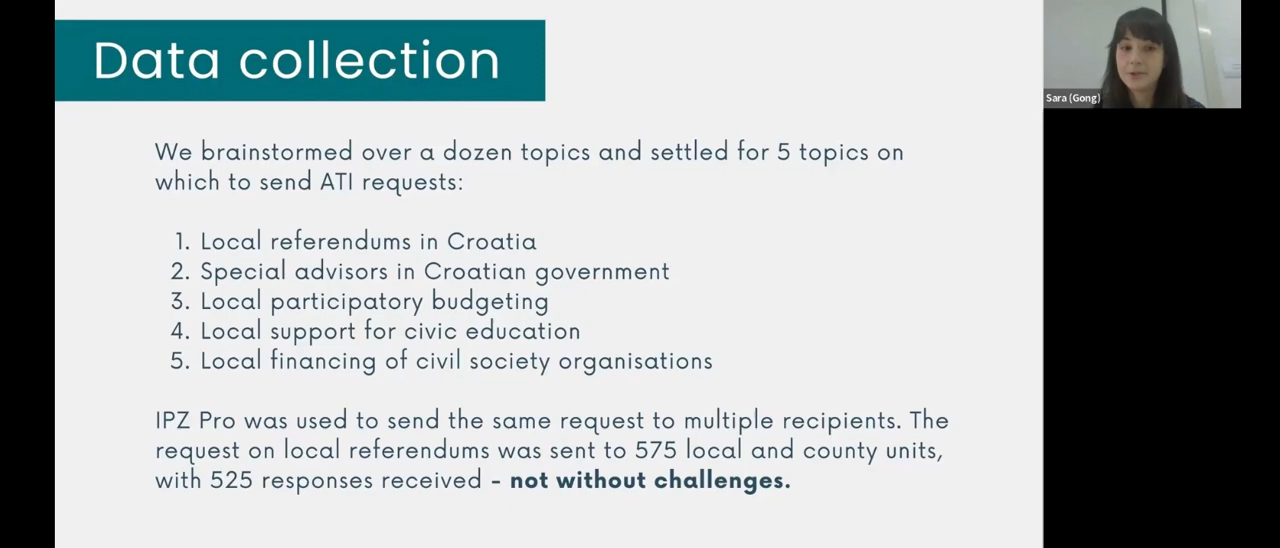 Data collection
Sara (Gong)
We brainstormed over a dozen topics and settled for 5 topics on
which to send ATI requests:
1. Local referendums in Croatia
2. Special advisors in Croatian government
3. Local participatory budgeting
4. Local support for civic education
5. Local financing of civil society organisations
IPZ Pro was used to send the same request to multiple recipients. The
request on local referendums was sent to 575 local and county units,
with 525 responses received - not without challenges.